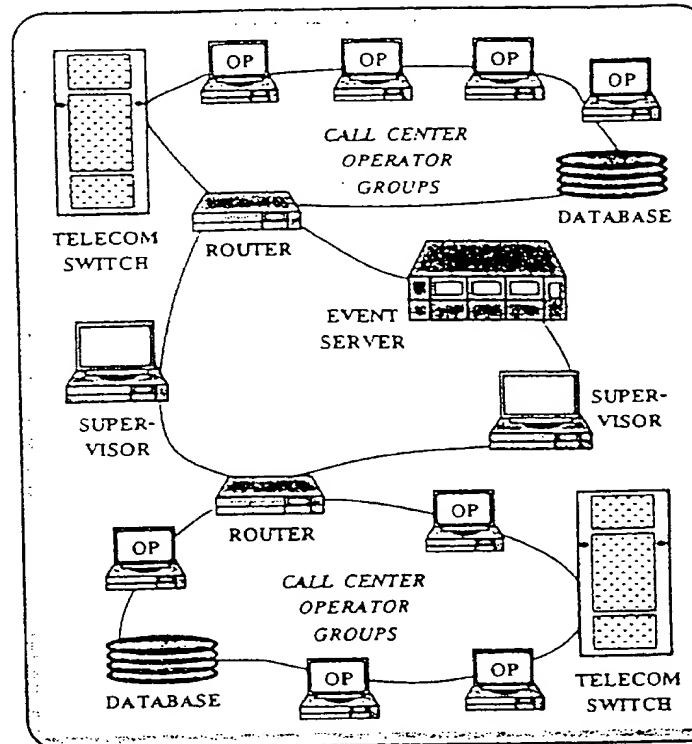 OP
OP
OP
OP
CALL CENTER
OPERATOR
GROUPS
DATABASE
TELECOM
SWITCH
ROUTER
EVENT
SERVER
SUPER-
VISOR
SUPER-
VISOR
ROUTER
OP
OP
CALL CENTER
OPERATOR
GROUPS
DATABASE
OP
OP
TELECOM
SWITCH